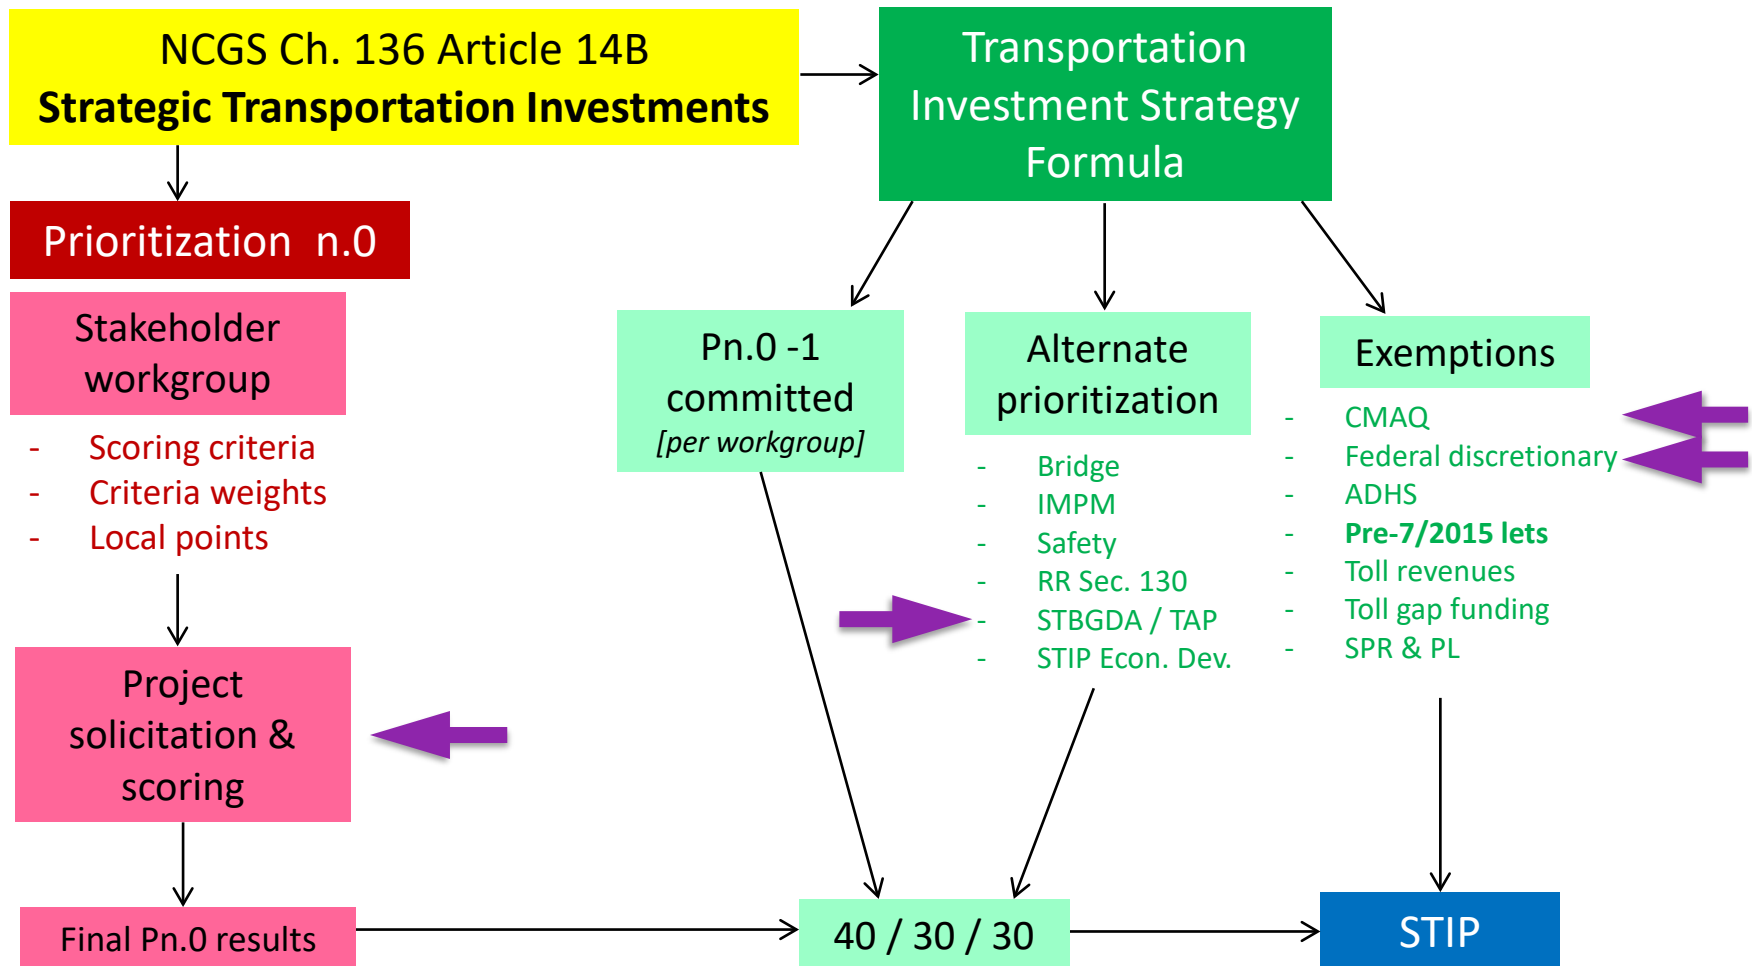 NCGS Ch. 136 Article 14B
Strategic Transportation Investments
Transportation
Investment Strategy
Formula
Prioritization n.0
Stakeholder
workgroup
- Scoring criteria
- Criteria weights
- Local points
Project
solicitation &
scoring
Final Pn.0 results
Pn.0 -1
committed
[per workgroup]
Alternate
prioritization
- Bridge
- IMPM
- Safety
- RR Sec. 130
- STBGDA / TAP
- STIP Econ. Dev.
Exemptions
- CMAQ
- Federal discretionary
- ADHS
- Pre-7/2015 lets
- Toll revenues
- Toll gap funding
- SPR & PL
40 / 30 / 30
STIP